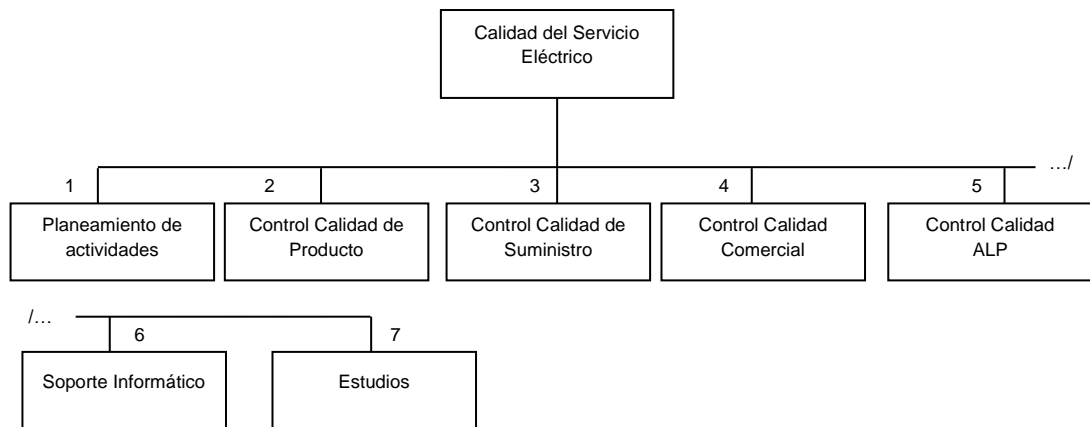 Calidad del Servicio
Eléctrico
…/
1
2
3
4
5
Planeamiento de
actividades
Control Calidad de
Producto
Control Calidad de
Suministro
Control Calidad
Comercial
Control Calidad
ALP
/…
6
7
Soporte Informático
Estudios